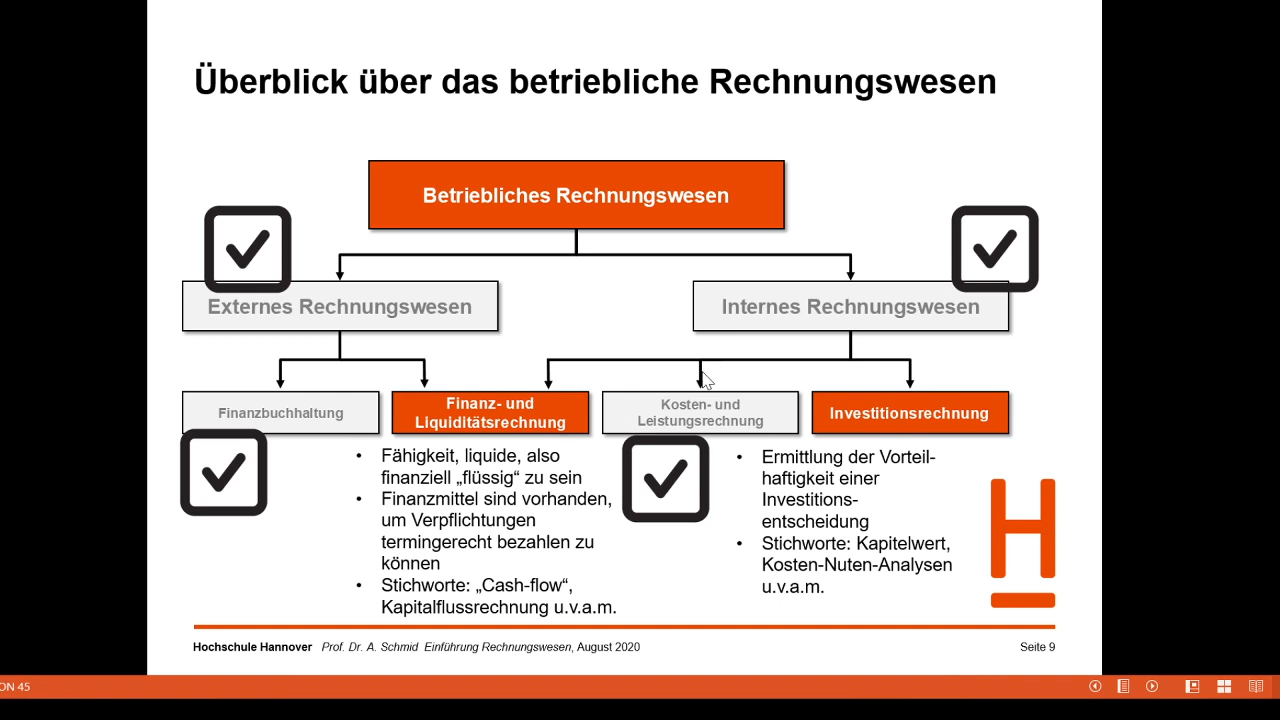 Überblick über das betriebliche Rechnungswesen
Betriebliches Rechnungswesen
Externes Rechnungswesen
Internes Rechnungswesen
Finanzbuchhaltung
Finanz- und
Liquiditätsrechnung
Kosten- und
Leistungsrechnung
Investitionsrechnung
• Fähigkeit, liquide, also
finanziell „flüssig“ zu sein
• Finanzmittel sind vorhanden,
um Verpflichtungen
termingerecht bezahlen zu
können
• Stichworte: „Cash-flow“,
Kapitalflussrechnung u.v.a.m.
• Ermittlung der Vorteil-
haftigkeit einer
Investitions-
entscheidung
• Stichworte: Kapitelwert,
Kosten-Nuten-Analysen
u.v.a.m.
H
Hochschule Hannover Prof. Dr. A. Schmid Einführung Rechnungswesen, August 2020
Seite 9
ON 45